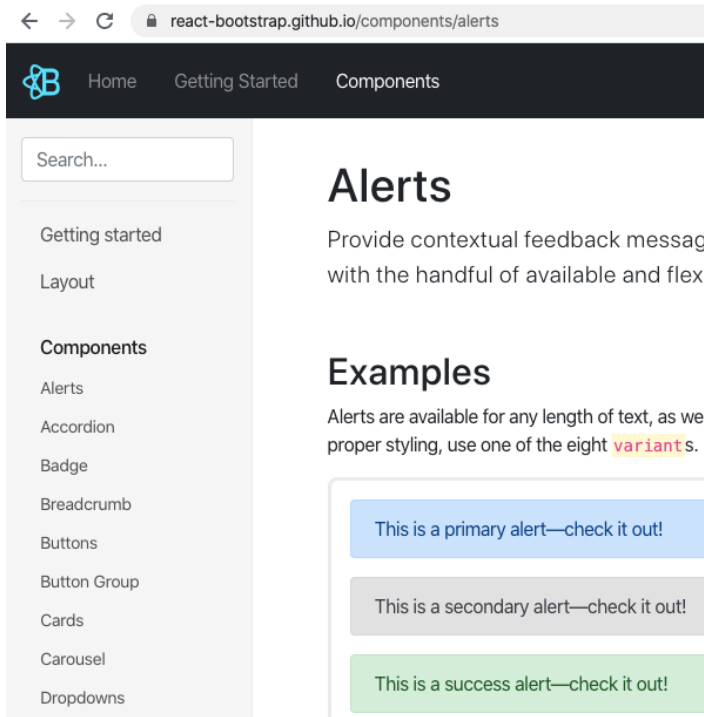 react-bootstrap.github.io/components/alerts
B Home Getting Started Components
Search...
Getting started
Layout
Components
Alerts
Accordion
Badge
Breadcrumb
Buttons
Button Group
Cards
Carousel
Dropdowns
Alerts
Provide contextual feedback messag
with the handful of available and flex
Examples
Alerts are available for any length of text, as we
proper styling, use one of the eight variants.
This is a primary alert—check it out!
This is a secondary alert—check it out!
This is a success alert—check it out!